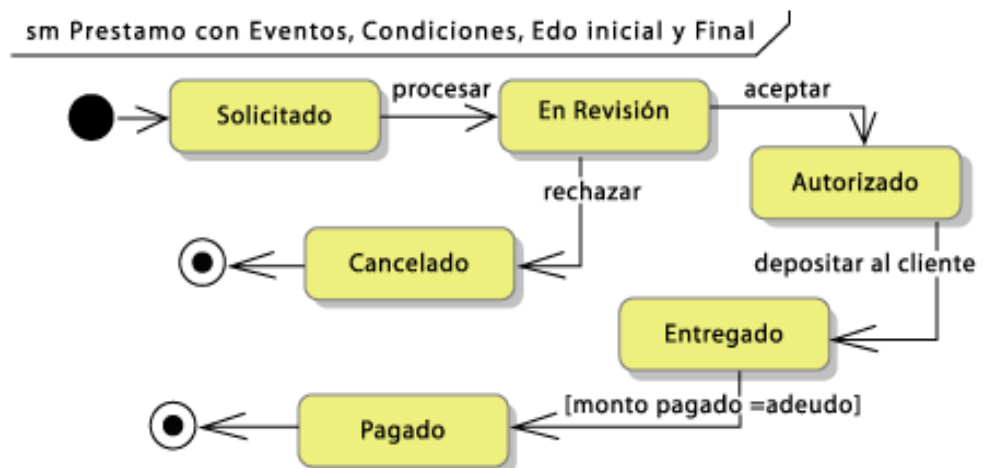 sm Prestamo con Eventos, Condiciones, Edo inicial y Final
Solicitado
procesar
En Revisión
aceptar
Autorizado
rechazar
Cancelado
depositar al cliente
Entregado
[monto pagado =adeudo]
Pagado